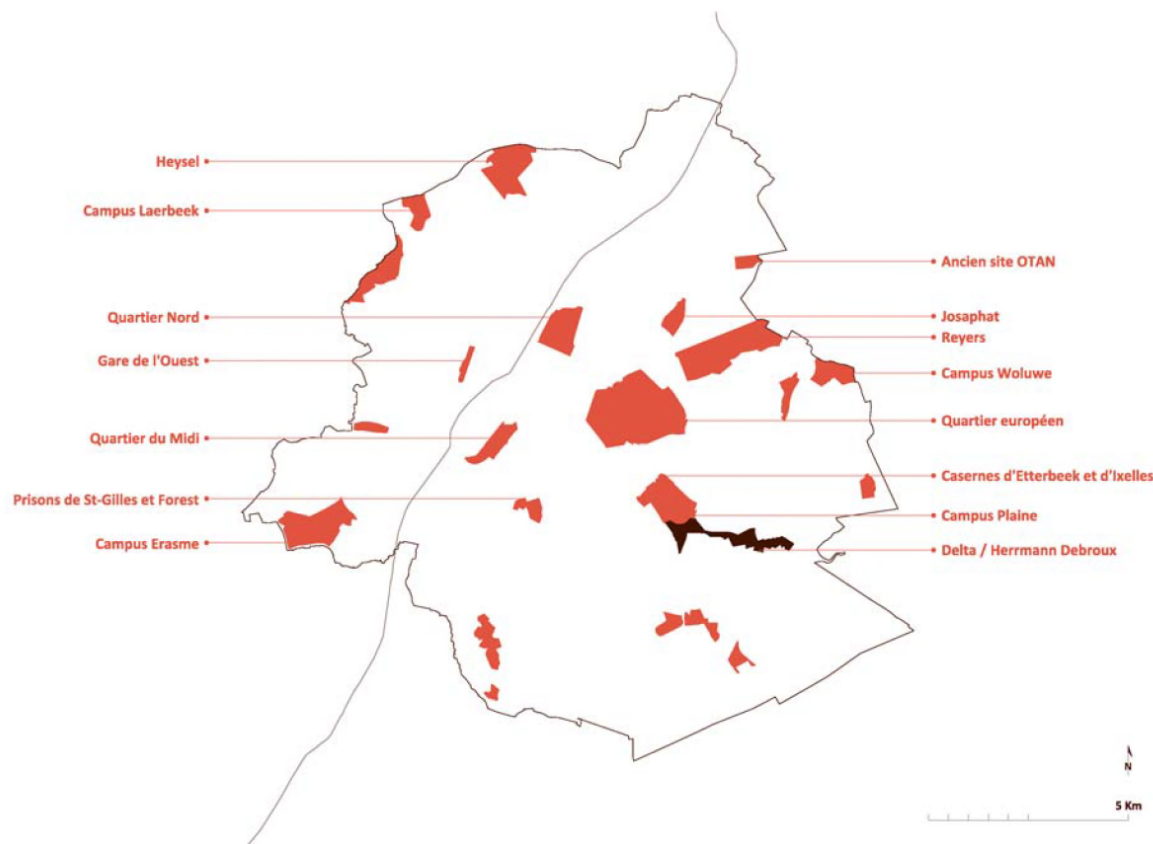 Heysel
Campus Laerbeek
Ancien site OTAN
Quartier Nord
Josaphat
Reyers
Gare de l'Ouest
Campus Woluwe
Quartier européen
Quartier du Midi
Casernes d'Etterbeek et d'Ixelles
Prisons de St-Gilles et Forest
Campus Plaine
Campus Erasme
Delta / Herrmann Debroux
N
5 Km